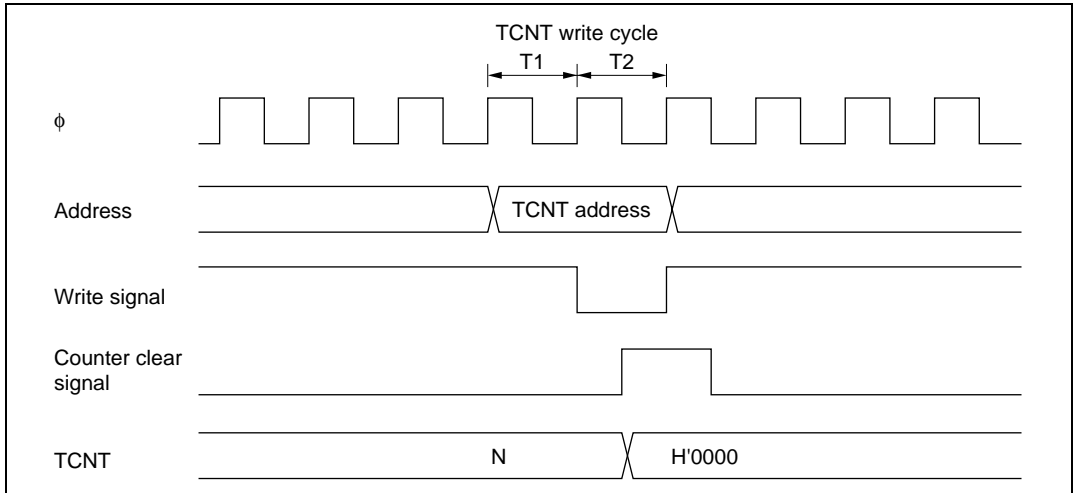 TCNT write cycle
T1 T2
ϕ
Address TCNT address
Write signal
Counter clear
signal
TCNT N H'0000